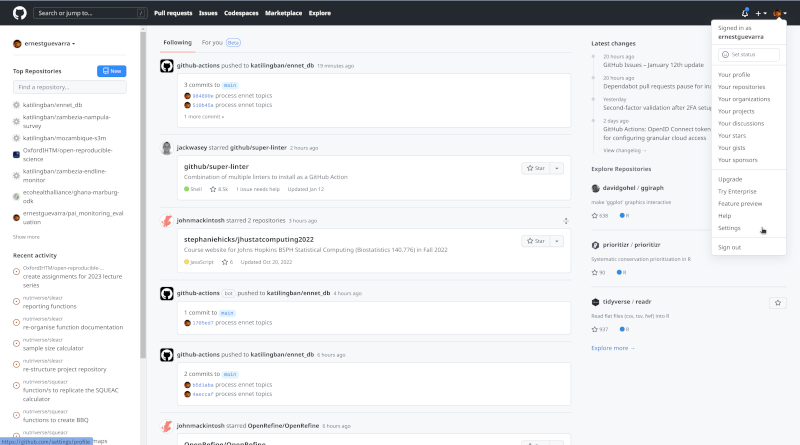 Search or jump to...
/
Pull requests
Issues
Codespaces
Marketplace
Explore
ernestguevarra
Top Repositories
New
Find a repository...
katilingban/ennet_db
katilingban/zambezia-nampula-
survey
katilingban/mozambique-s3m
OxfordIHTM/open-reproducible-
science
katilingban/zambezia-endline-
monitor
ecohealthalliance/ghana-marburg-
odk
ernestguevarra/pai_monitoring_eval
uation
Show more
Recent activity
OxfordIHTM/open-reproducible...
create assignments for 2023 lecture
series
nutriverse/sleacr
reporting functions
nutriverse/sleacr
re-organise documentation
nutriverse/sleacr
sample size calculator
nutriverse/sleacr
re-structure project repository
nutriverse/squeacr
function/s to replicate the SQUEAC
calculator
nutriverse/squeacr
functions to create BBQ
nutriverse/squeacr
maps
https://github.com/settings/profile
Following
For you
Beta
github-actions pushed to katilingban/ennet_db 19 minutes ago
3 commits to main
process ennet topics
process ennet topics
1 more commit »
jackwasey starred github/super-linter 2 hours ago
github/super-linter
Star
Combination of multiple linters to install as a GitHub Action
Shell
8.5k
1 issue needs help
Updated Jan 12
johnmackintosh starred 2 repositories 3 hours ago
stephaniehicks/jhustatcomputing2022
Star
Course website for Johns Hopkins BSPH Statistical Computing (Biostatistics 140.776) in Fall 2022
JavaScript
6
Updated Oct 20, 2022
github-actions bot pushed to katilingban/ennet_db 4 hours ago
1 commit to main
process ennet topics
github-actions pushed to katilingban/ennet_db 6 hours ago
2 commits to main
process ennet topics
process ennet topics
johnmackintosh starred OpenRefine/OpenRefine 6 hours ago
OpenRefine/OpenRefine
Latest changes
20 hours ago
GitHub Issues – January 12th update
20 hours ago
Dependabot pull requests pause for ina
Yesterday
Second-factor validation after 2FA setup
2 days ago
GitHub Actions: OpenID Connect token
for configuring granular cloud access
View changelog →
Explore Repositories
davidgohel / ggiraph
make 'ggplot' graphics interactive
638
R
prioritizr / prioritizr
Systematic conservation prioritization in R
90
R
tidyverse / readr
Read flat files (csv, tsv, fwf) into R
937
R
Explore more →
Signed in as
ernestguevarra
Set status
Your profile
Your repositories
Your organizations
Your projects
Your discussions
Your stars
Your gists
Your sponsors
Upgrade
Try Enterprise
Feature preview
Help
Settings
Sign out